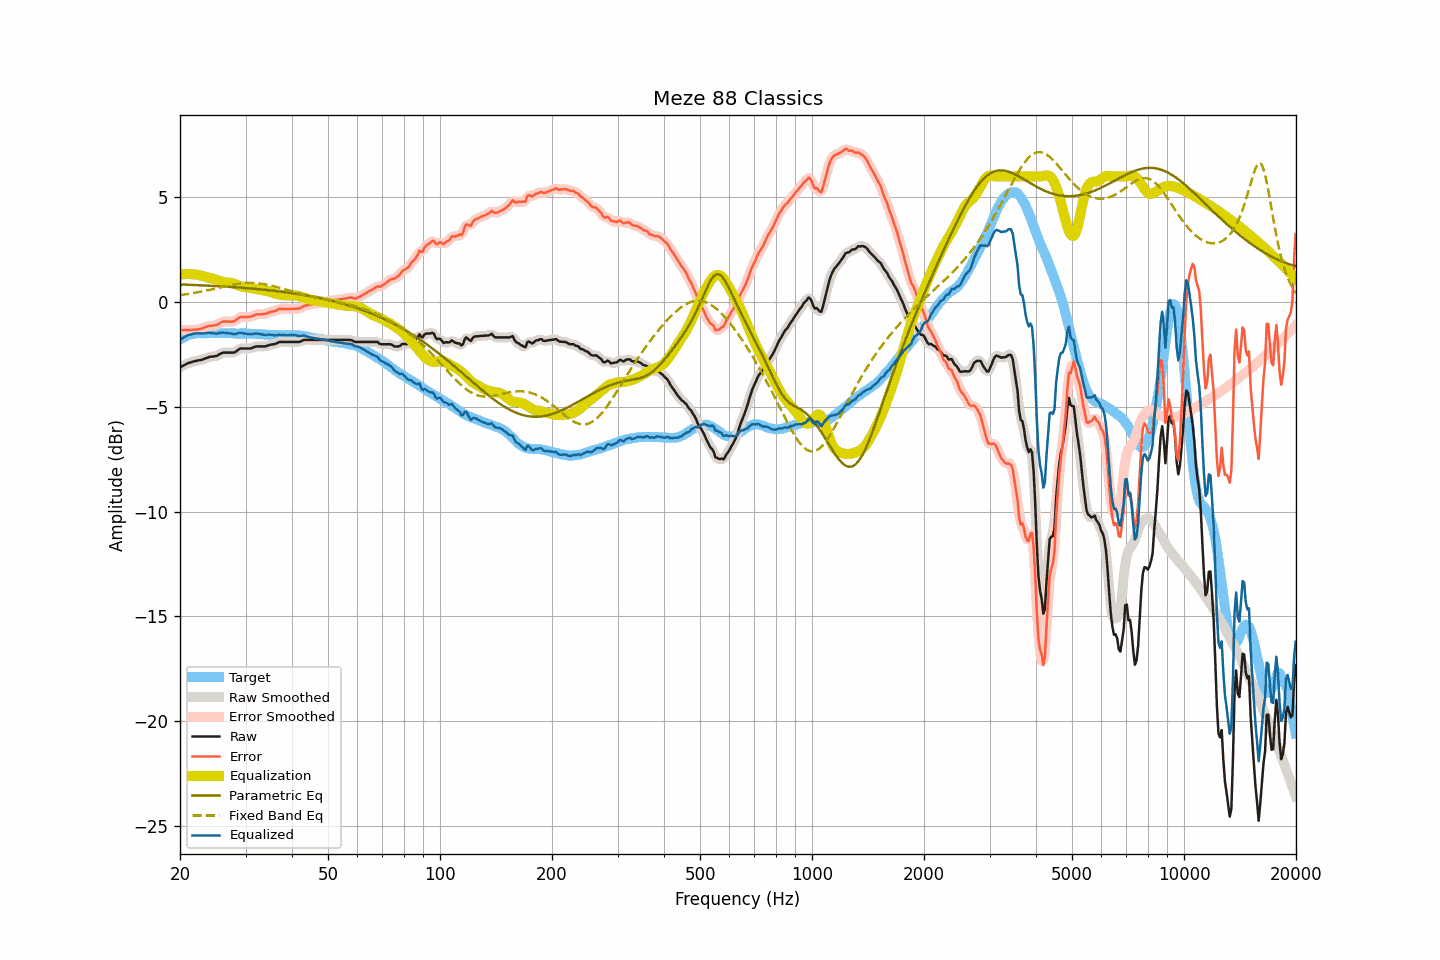 Meze 88 Classics
Amplitude (dBr)
5
0
−5
−10
−15
−20
−25
Target
Raw Smoothed
Error Smoothed
Raw
Error
Equalization
Parametric Eq
Fixed Band Eq
Equalized
20 50 100 200 500 1000 2000 5000 10000 20000
Frequency (Hz)